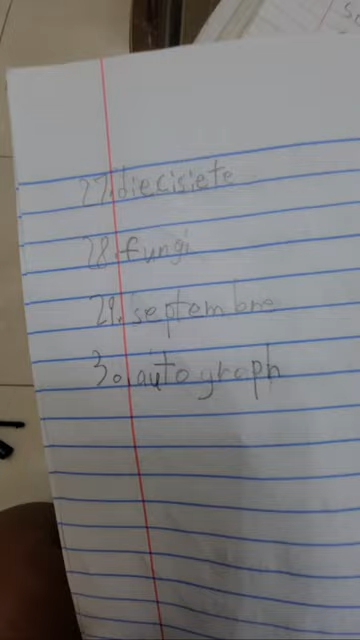 27. diecisiete
28. fungi
29. septembre
30. autograph